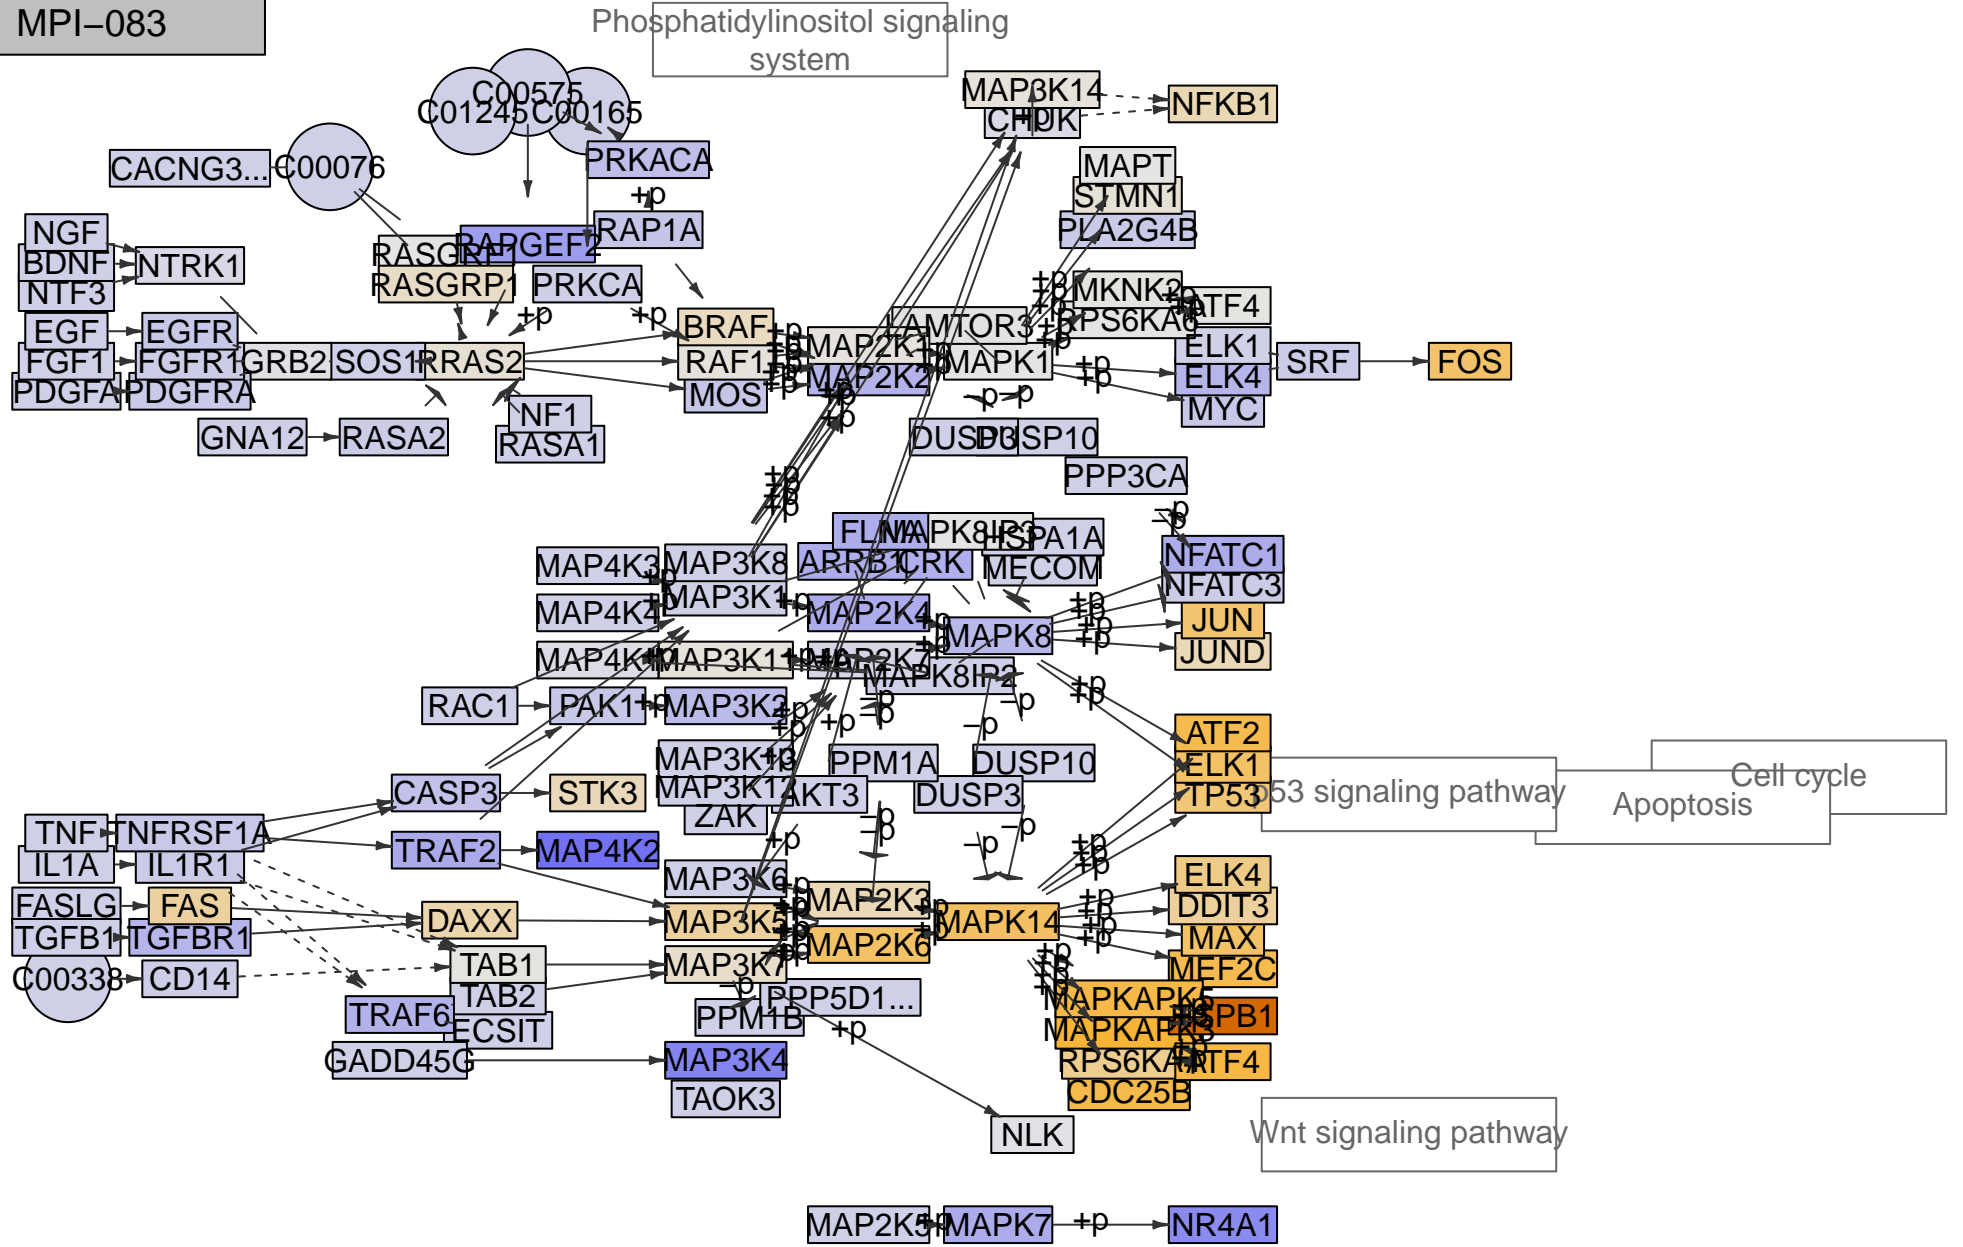 MPI−083
Phosphatidylinositol signaling
system
C00575
C01245
C00165
MAP3K14
NFKB1
CHUK
+p
CACNG3...
C00076
PRKACA
MAPT
+p
STMN1
NGF
RAPGEF2
RAP1A
PLA2G4B
RASGRF1
BDNF
NTRK1
RASGRP1
PRKCA
MKNK2
NTF3
ATF4
+p
+p
BRAF
LAMTOR3
RPS6KA6
EGF
EGFR
MAP2K1
ELK1
FGF1
FGFR1
GRB2
SOS1
RRAS2
RAF1
MAPK1
SRF
FOS
PDGFA
PDGFRA
MOS
MAP2K2
+p
+p
ELK4
−p
−p
MYC
NF1
GNA12
RASA2
RASA1
DUSP3
DUSP10
+p
PPP3CA
+p
+p
+p
+p
−p
−p
FLNA
MAPK8IP3
HSPA1A
MAP4K3
MAP3K8
ARRB1
CRK
MECOM
NFATC1
+p
NFATC3
MAP4K4
+p
MAP3K1
+p
MAP2K4
+p
+p
+p
JUN
MAPK8
+p
+p
JUND
MAP3K11
+p
MAP2K7
MAPK8IP2
RAC1
PAK1
+p
MAP3K2
+p
+p
+p
+p
−p
−p
−p
+p
ATF2
MAP3K13
+p
PPM1A
DUSP10
ELK1
CASP3
STK3
MAP3K12
AKT3
DUSP3
TP53
p53 signaling pathway
Apoptosis
Cell cycle
ZAK
TNF
TNFRSF1A
TRAF2
MAP4K2
+p
−p
−p
−p
−p
+p
+p
+p
IL1A
IL1R1
MAP3K6
ELK4
FASLG
FAS
DAXX
MAP3K5
MAP2K3
MAPK14
+p
+p
DDIT3
TGFB1
TGFBR1
MAP2K6
+p
+p
MAX
C00338
CD14
TAB1
MAP3K7
MEF2C
TAB2
−p
PPP5D1...
MAPKAPK5
TRAF6
ECSIT
PPM1B
+p
MAPKAPK3
HSPB1
GADD45G
MAP3K4
RPS6KA5
ATF4
TAOK3
CDC25B
NLK
Wnt signaling pathway
MAP2K5
+p
MAPK7
+p
NR4A1